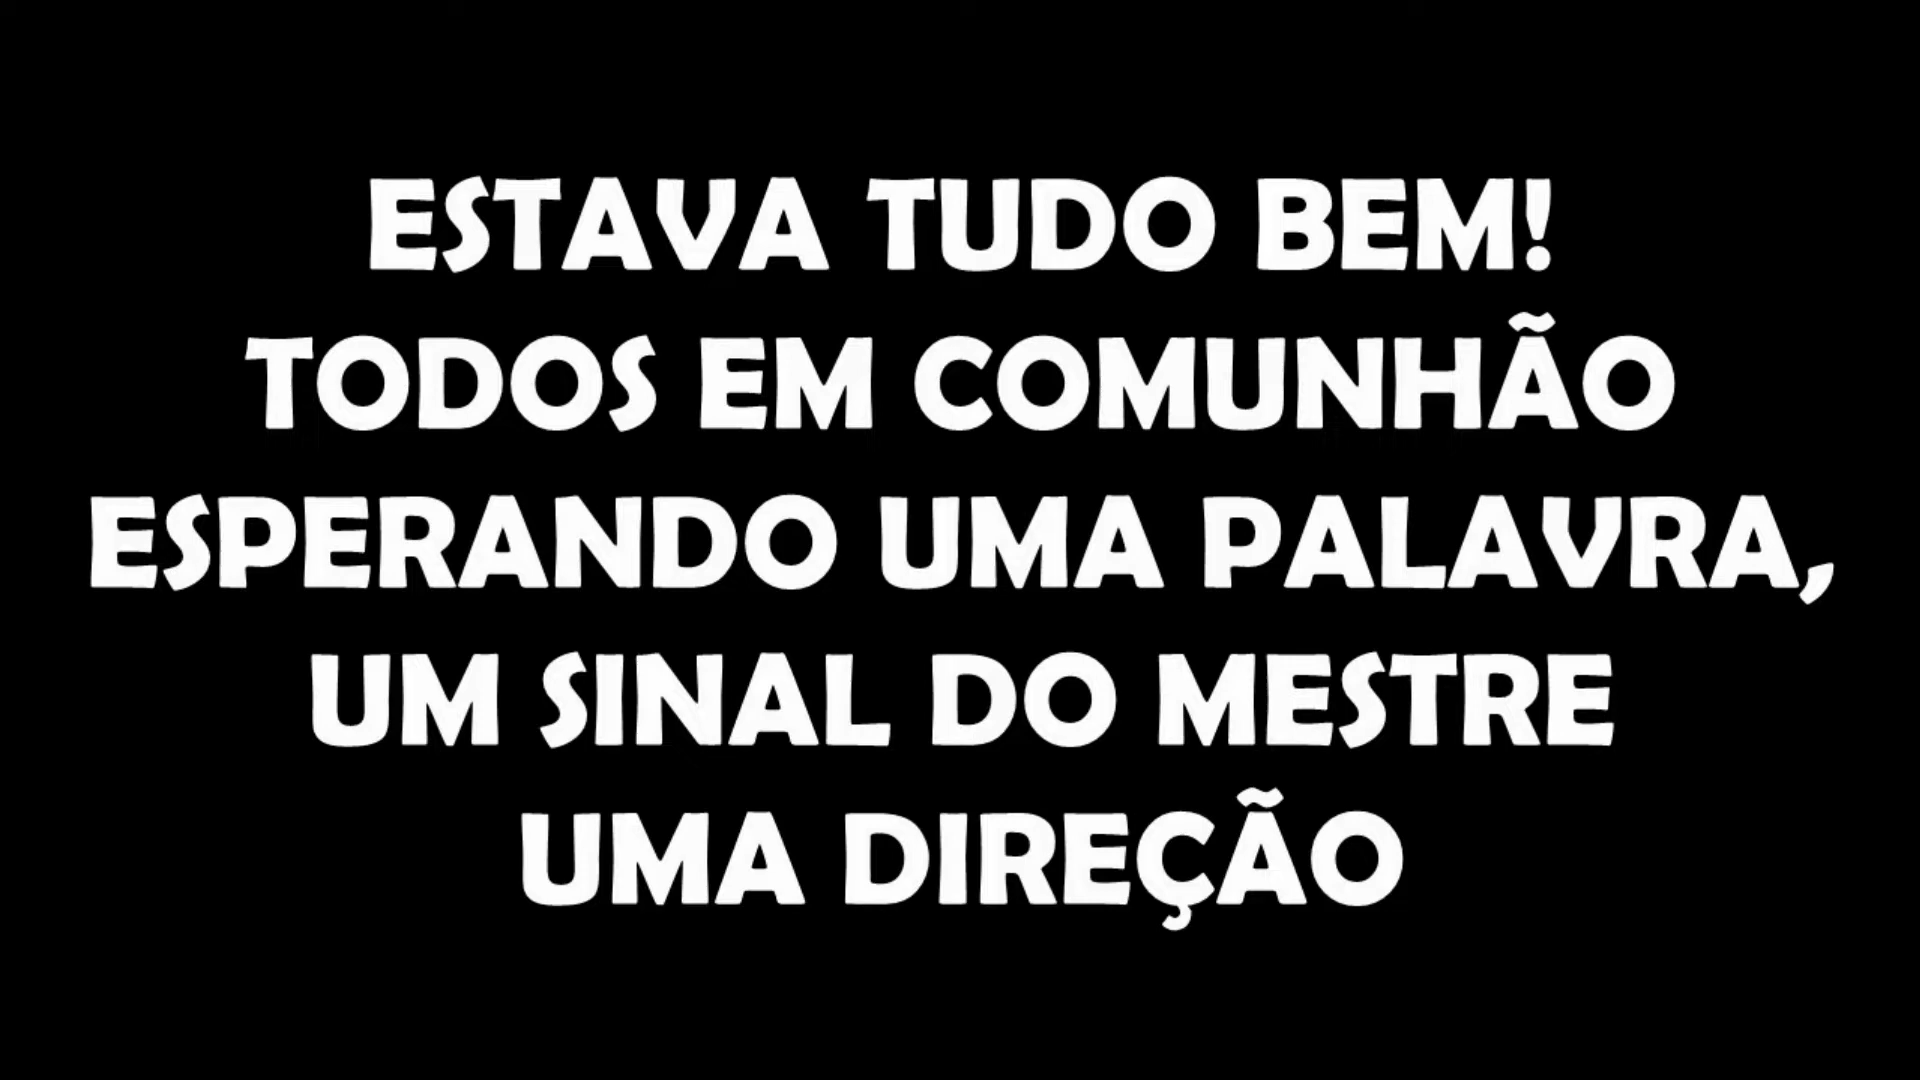 ESTAVA TUDO BEM!
TODOS EM COMUNHÃO
ESPERANDO UMA PALAVRA,
UM SINAL DO MESTRE
UMA DIREÇÃO